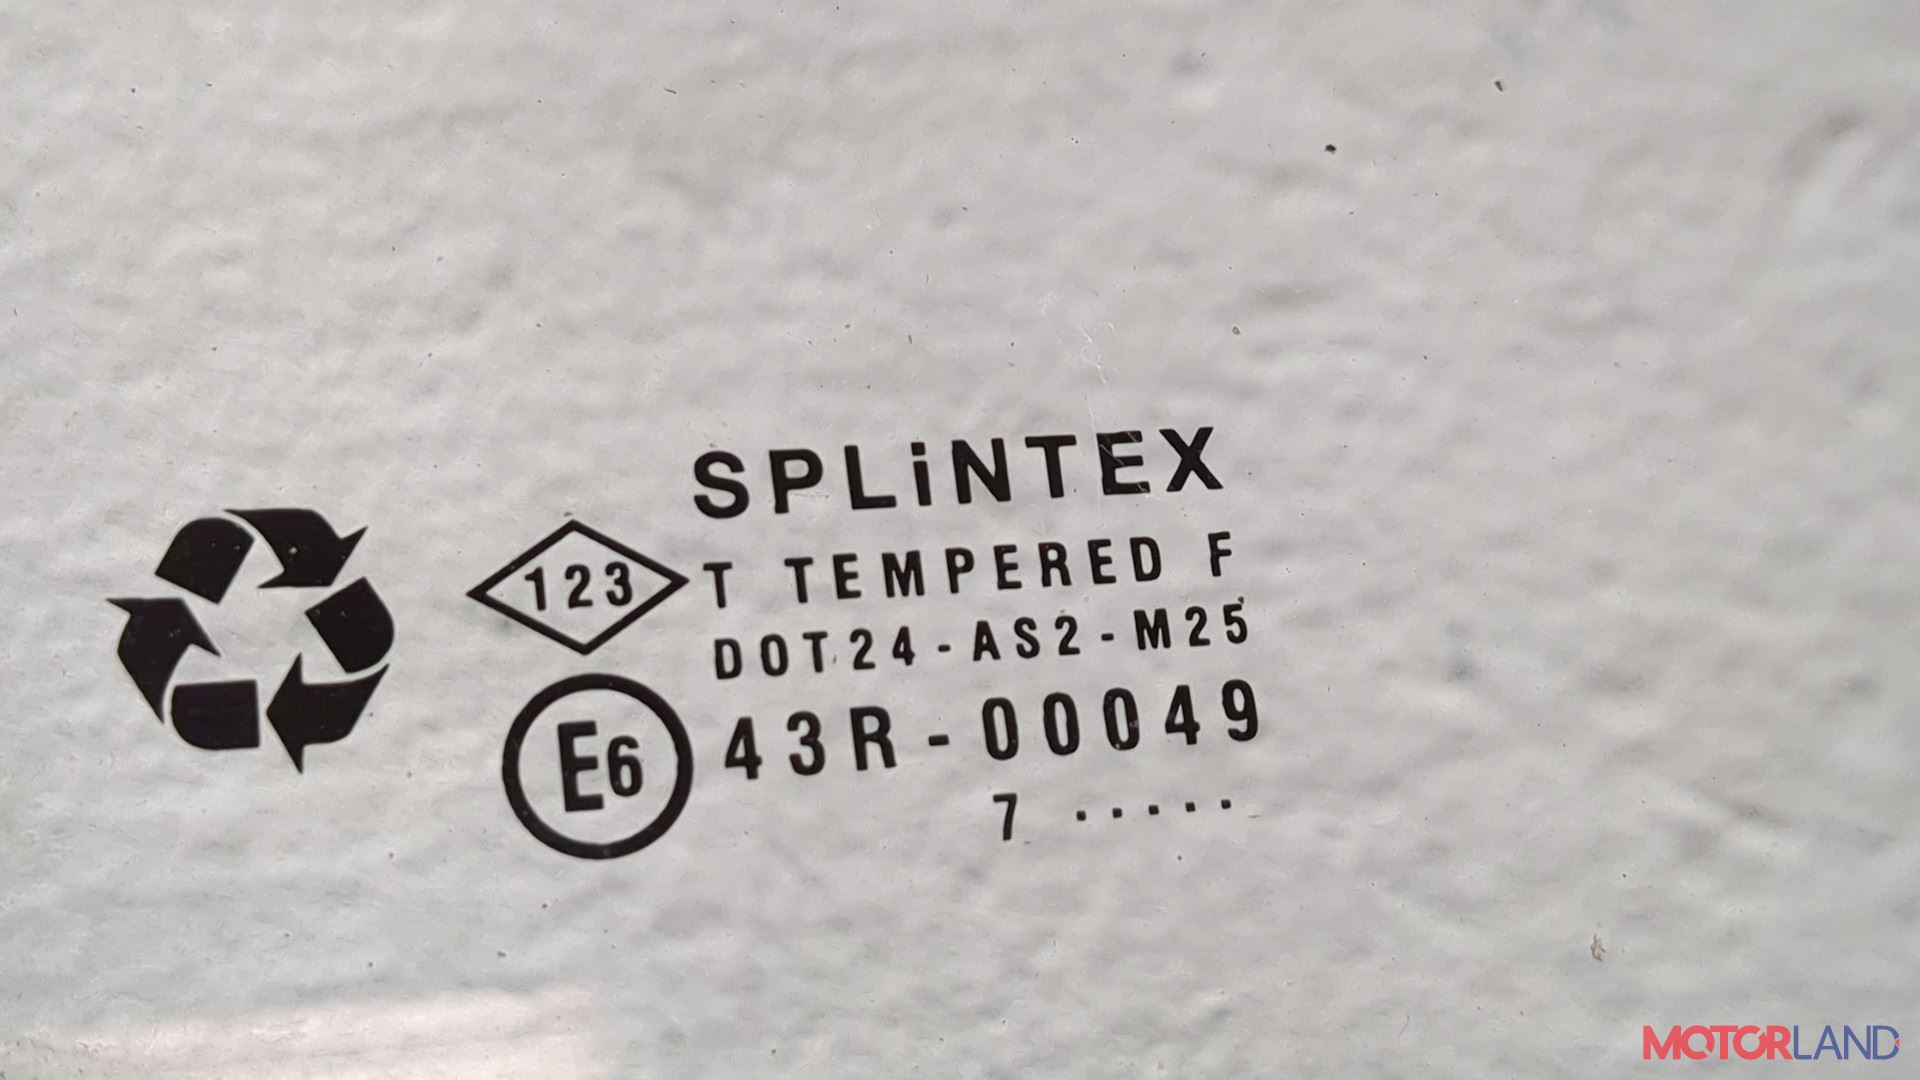 SPLiNTEX
123 T TEMPERED F
DOT24-AS2-M25
E6 43R-00049
7 .....
MOTORLAND